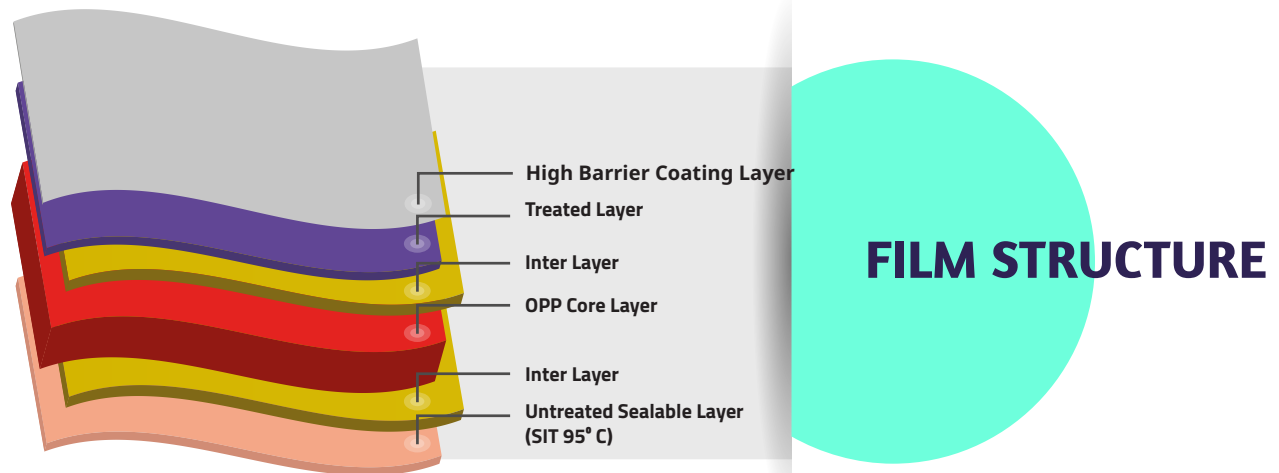 High Barrier Coating Layer
Treated Layer
Inter Layer
OPP Core Layer
Inter Layer
Untreated Sealable Layer
(SIT 95° C)
FILM STRUCTURE